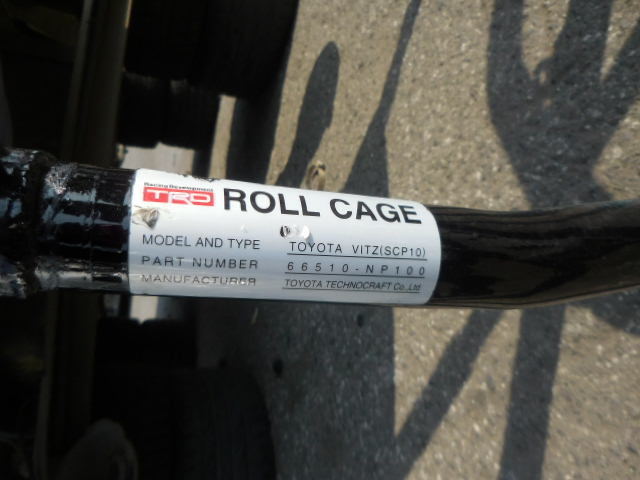 Racing Development
TRD ROLL CAGE
MODEL AND TYPE TOYOTA VITZ(SCP10)
PART NUMBER 66510-NP100
MANUFACTURER TOYOTA TECHNOCRAFT Co.,Ltd